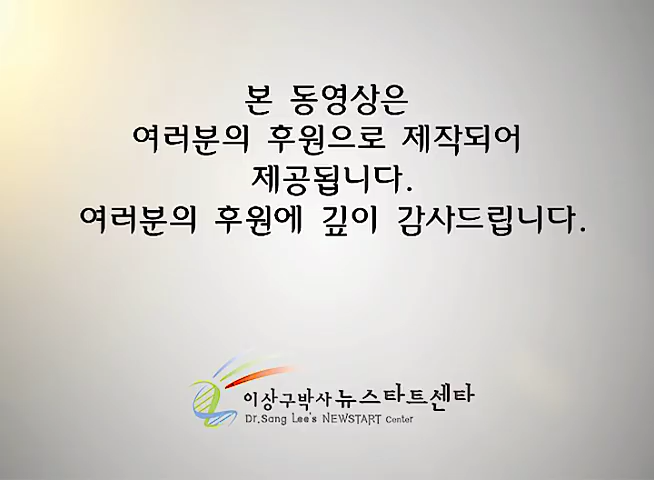 본 동영상은
여러분의 후원으로 제작되어
제공됩니다.
여러분의 후원에 깊이 감사드립니다.
이상구박사 뉴스타트센타
Dr.Sang Lee's NEWSTART Center